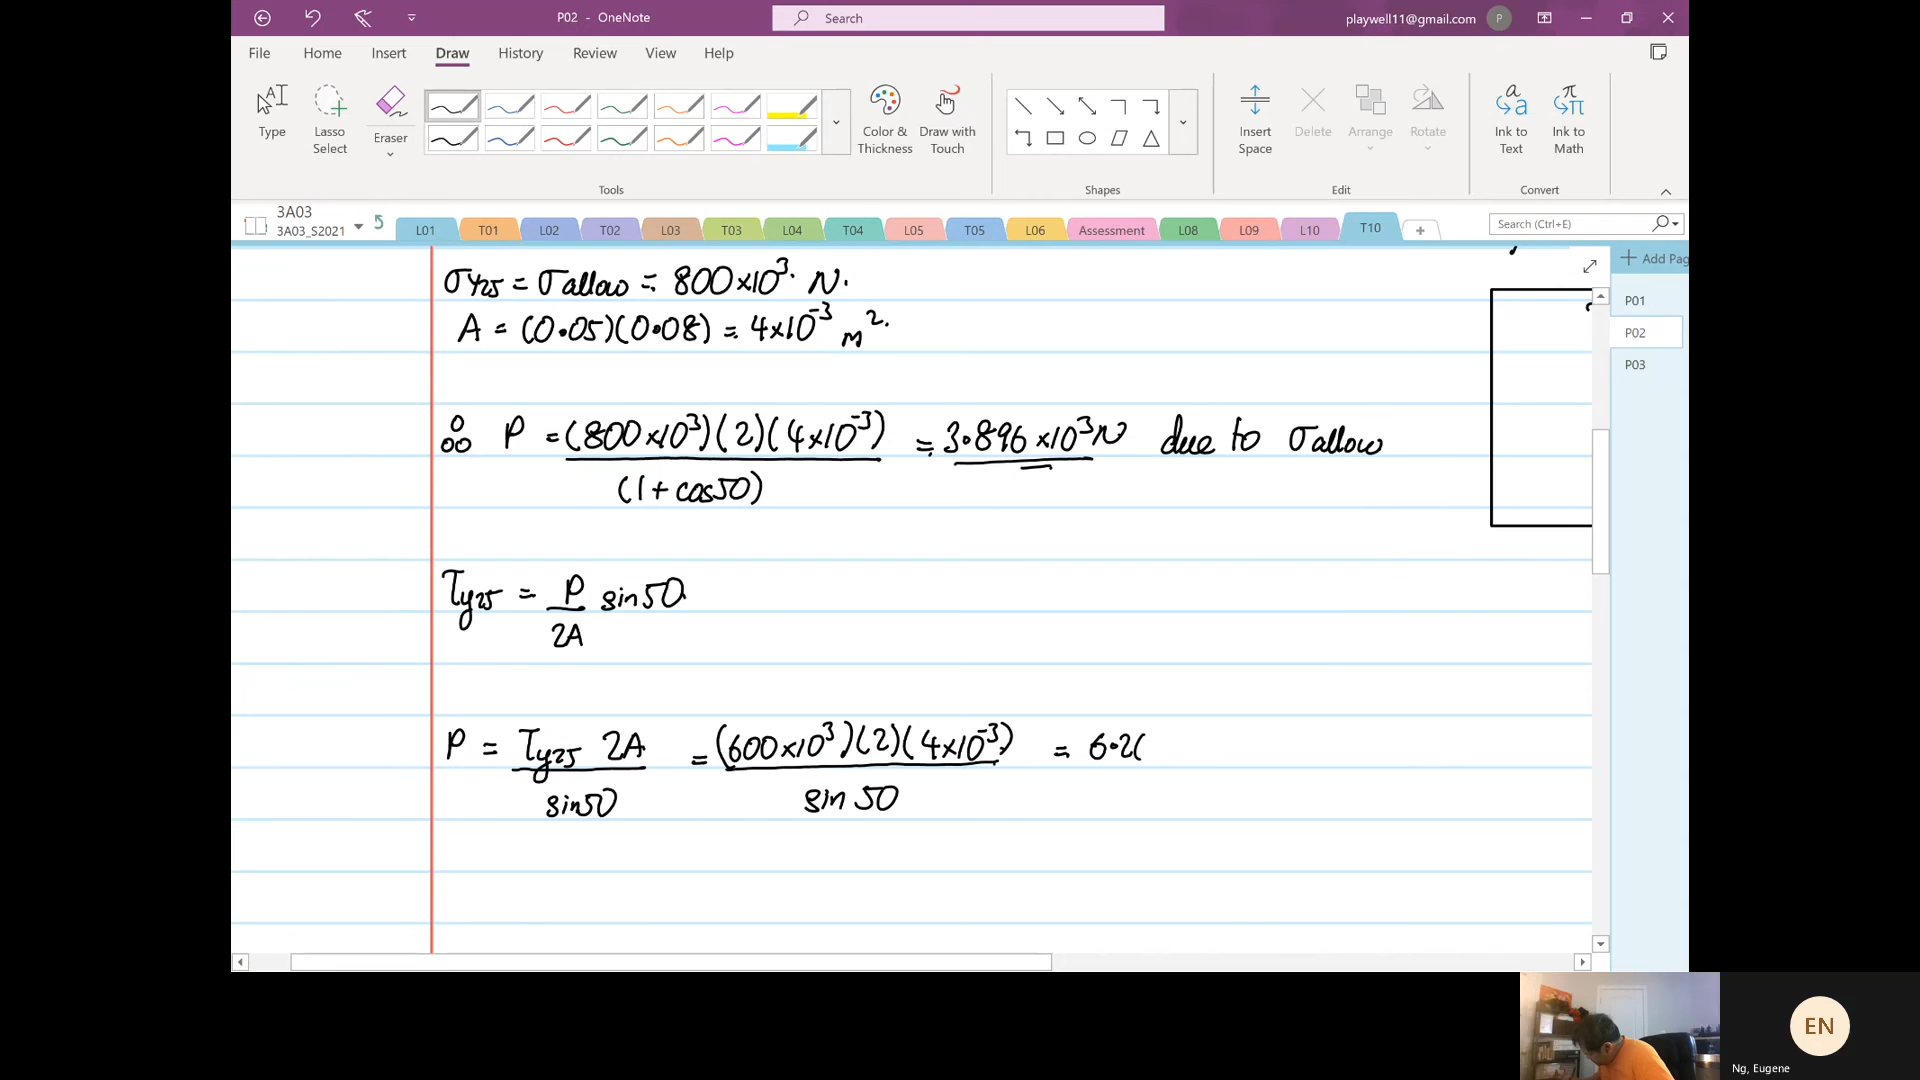 P02 - OneNote
Search
playwell11@gmail.com
P
File Home Insert Draw History Review View Help
Type
Lasso Select
Eraser
Color & Thickness
Draw with Touch
Insert Space
Delete
Arrange
Rotate
Ink to Text
Ink to Math
Tools
Shapes
Edit
Convert
3A03
3A03_S2021
L01 T01 L02 T02 L03 T03 L04 T04 L05 T05 L06 Assessment L08 L09 L10 T10
Search (Ctrl+E)
Add Pag
P01
P02
P03
σy25 = σallow = 800×10³ N.
A = (0.05)(0.08) = 4×10⁻³ m².
P = (800×10³)(2)(4×10⁻³) = 3.896×10³N due to σallow
(1+cos50)
τy25 = P sin50
2A
P = τy25 2A = (600×10³)(2)(4×10⁻³) = 6.2(
sin50 sin 50
EN
Ng, Eugene